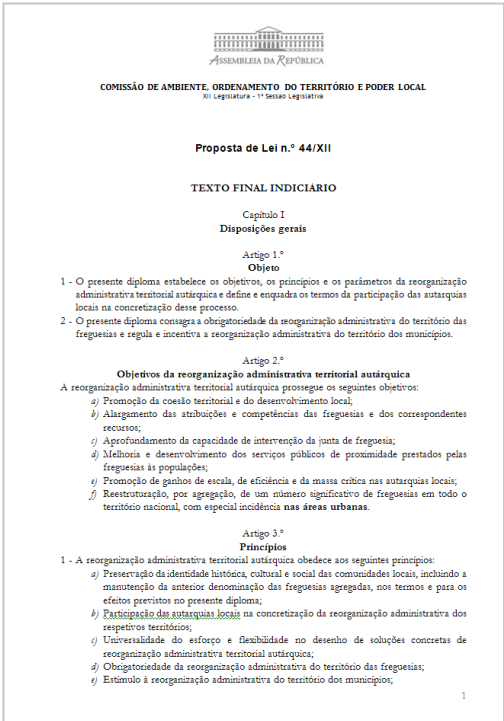 ASSEMBLEIA DA REPÚBLICA
COMISSÃO DE AMBIENTE, ORDENAMENTO DO TERRITÓRIO E PODER LOCAL
XII Legislatura - 1ª Sessão Legislativa
Proposta de Lei n.º 44/XII
TEXTO FINAL INDICIÁRIO
Capítulo I
Disposições gerais
Artigo 1.º
Objeto
1 - O presente diploma estabelece os objetivos, os princípios e os parâmetros da reorganização
administrativa territorial autárquica e define e enquadra os termos da participação das autarquias
locais na concretização desse processo.
2 - O presente diploma consagra a obrigatoriedade da reorganização administrativa do território das
freguesias e regula e incentiva a reorganização administrativa do território dos municípios.
Artigo 2.º
Objetivos da reorganização administrativa territorial autárquica
A reorganização administrativa territorial autárquica prossegue os seguintes objetivos:
a) Promoção da coesão territorial e do desenvolvimento local;
b) Alargamento das atribuições e competências das freguesias e dos correspondentes
recursos;
c) Aprofundamento da capacidade de intervenção da junta de freguesia;
d) Melhoria e desenvolvimento dos serviços públicos de proximidade prestados pelas
freguesias às populações;
e) Promoção de ganhos de escala, de eficiência e da massa crítica nas autarquias locais;
f) Reestruturação, por agregação, de um número significativo de freguesias em todo o
território nacional, com especial incidência nas áreas urbanas.
Artigo 3.º
Princípios
1 - A reorganização administrativa territorial autárquica obedece aos seguintes princípios:
a) Preservação da identidade histórica, cultural e social das comunidades locais, incluindo a
manutenção da anterior denominação das freguesias agregadas, nos termos e para os
efeitos previstos no presente diploma;
b) Participação das autarquias locais na concretização da reorganização administrativa dos
respetivos territórios;
c) Universalidade do esforço e flexibilidade no desenho de soluções concretas de
reorganização administrativa territorial autárquica;
d) Obrigatoriedade da reorganização administrativa do território das freguesias;
e) Estímulo à reorganização administrativa do território dos municípios;
1